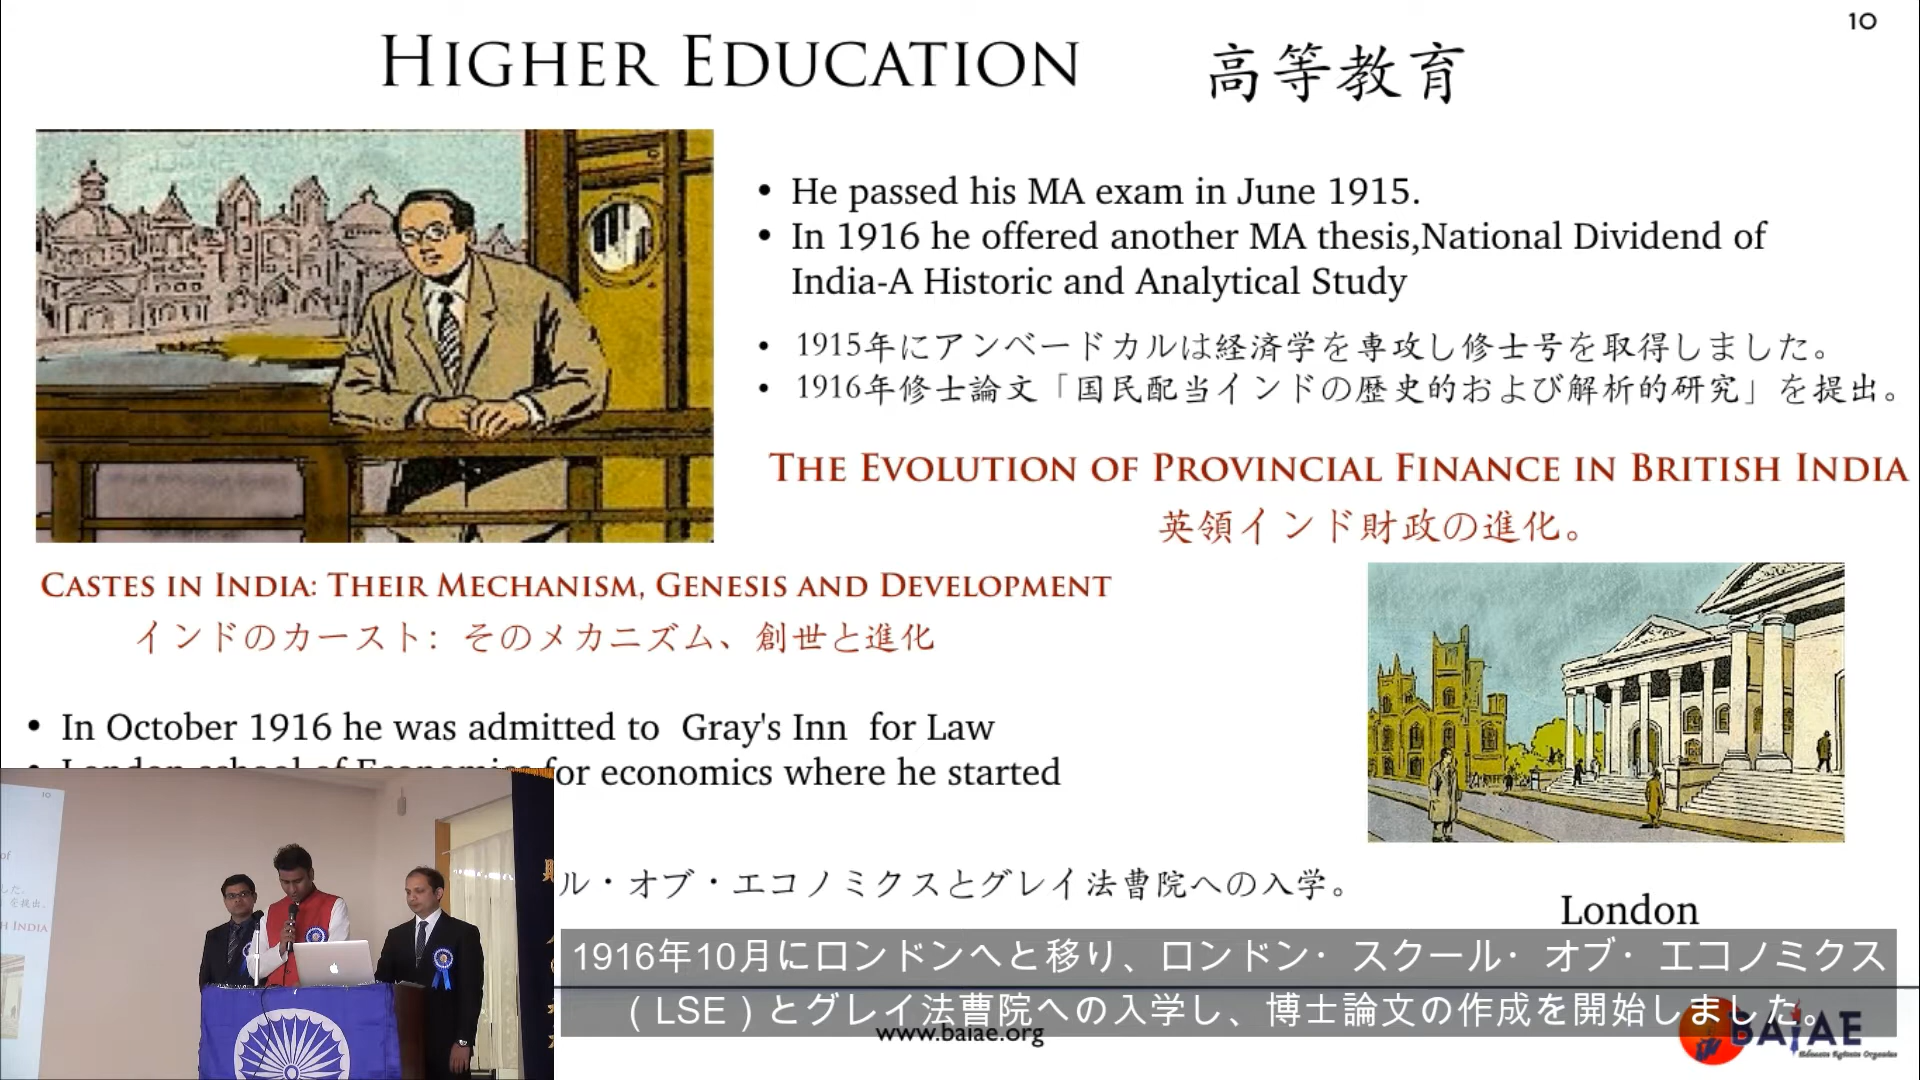 10
HIGHER EDUCATION 高等教育
• He passed his MA exam in June 1915.
• In 1916 he offered another MA thesis,National Dividend of
India-A Historic and Analytical Study
• 1915年にアンベードカルは経済学を専攻し修士号を取得しました。
• 1916年修士論文「国民配当インドの歴史的および解析的研究」を提出。
THE EVOLUTION OF PROVINCIAL FINANCE IN BRITISH INDIA
英領インド財政の進化。
CASTES IN INDIA: THEIR MECHANISM, GENESIS AND DEVELOPMENT
インドのカースト: そのメカニズム、創世と進化
• In October 1916 he was admitted to Gray's Inn for Law
• London school of Economics for economics where he started
ル・オブ・エコノミクスとグレイ法曹院への入学。
London
1916年10月にロンドンへと移り、ロンドン・スクール・オブ・エコノミクス
(LSE)とグレイ法曹院への入学し、博士論文の作成を開始しました。
www.baiae.org
BAIAE
Educate Agitate Organise